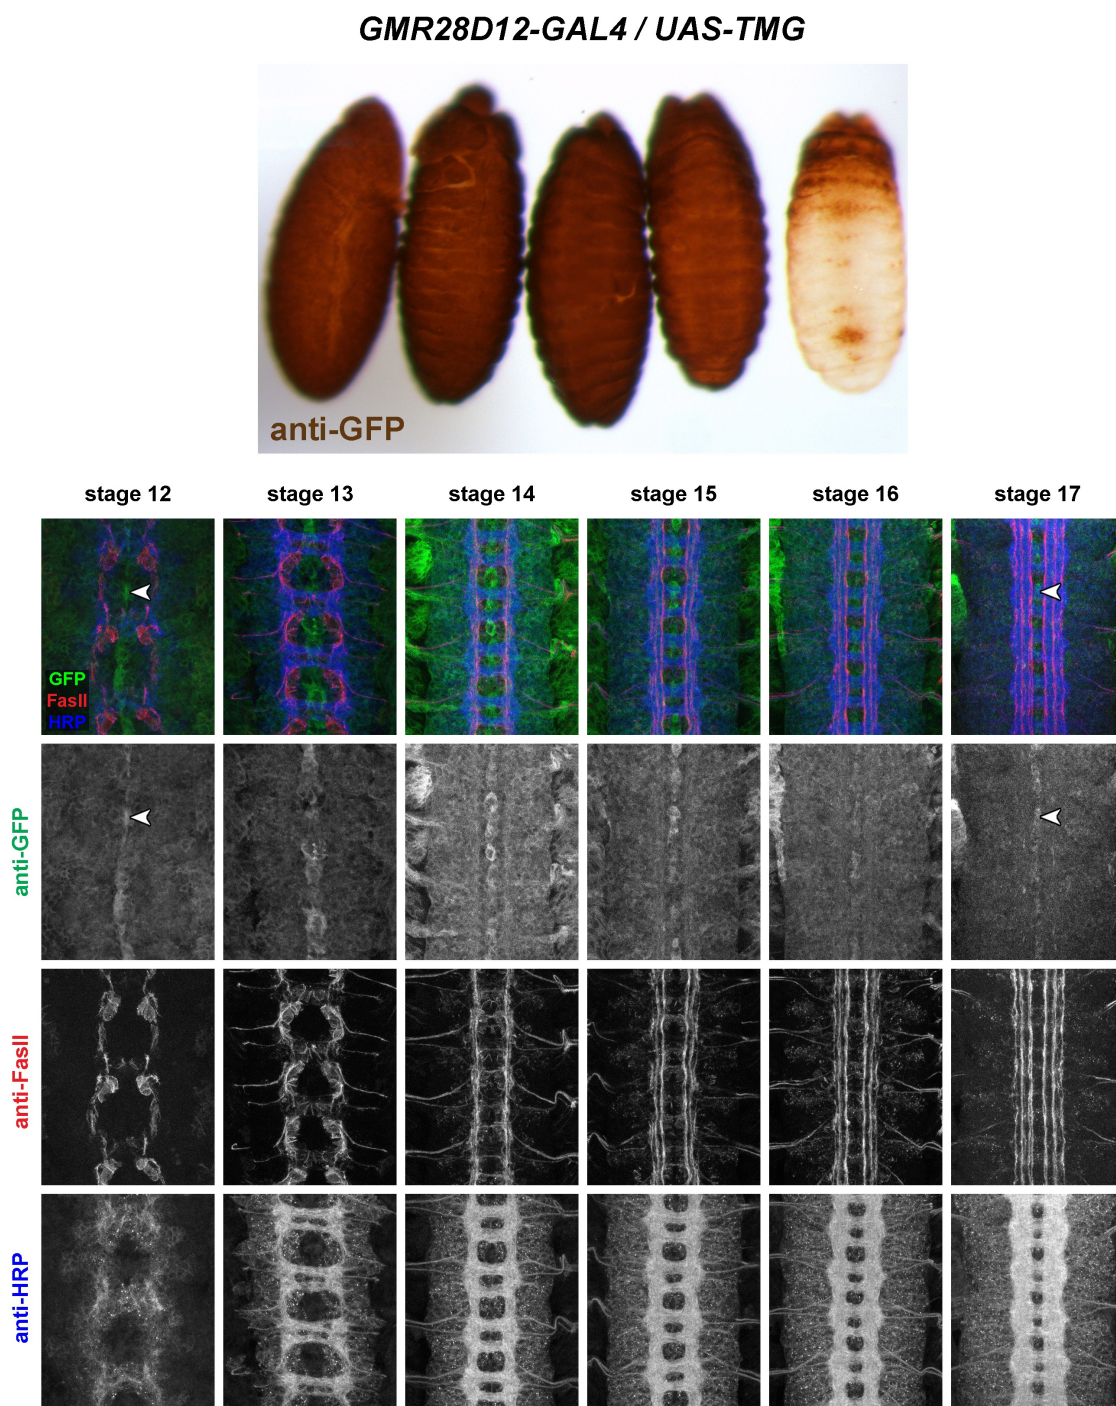 GMR28D12-GAL4 / UAS-TMG
anti-GFP
stage 12 stage 13 stage 14 stage 15 stage 16 stage 17
GFP
FasII
HRP
anti-GFP
anti-FasII
anti-HRP